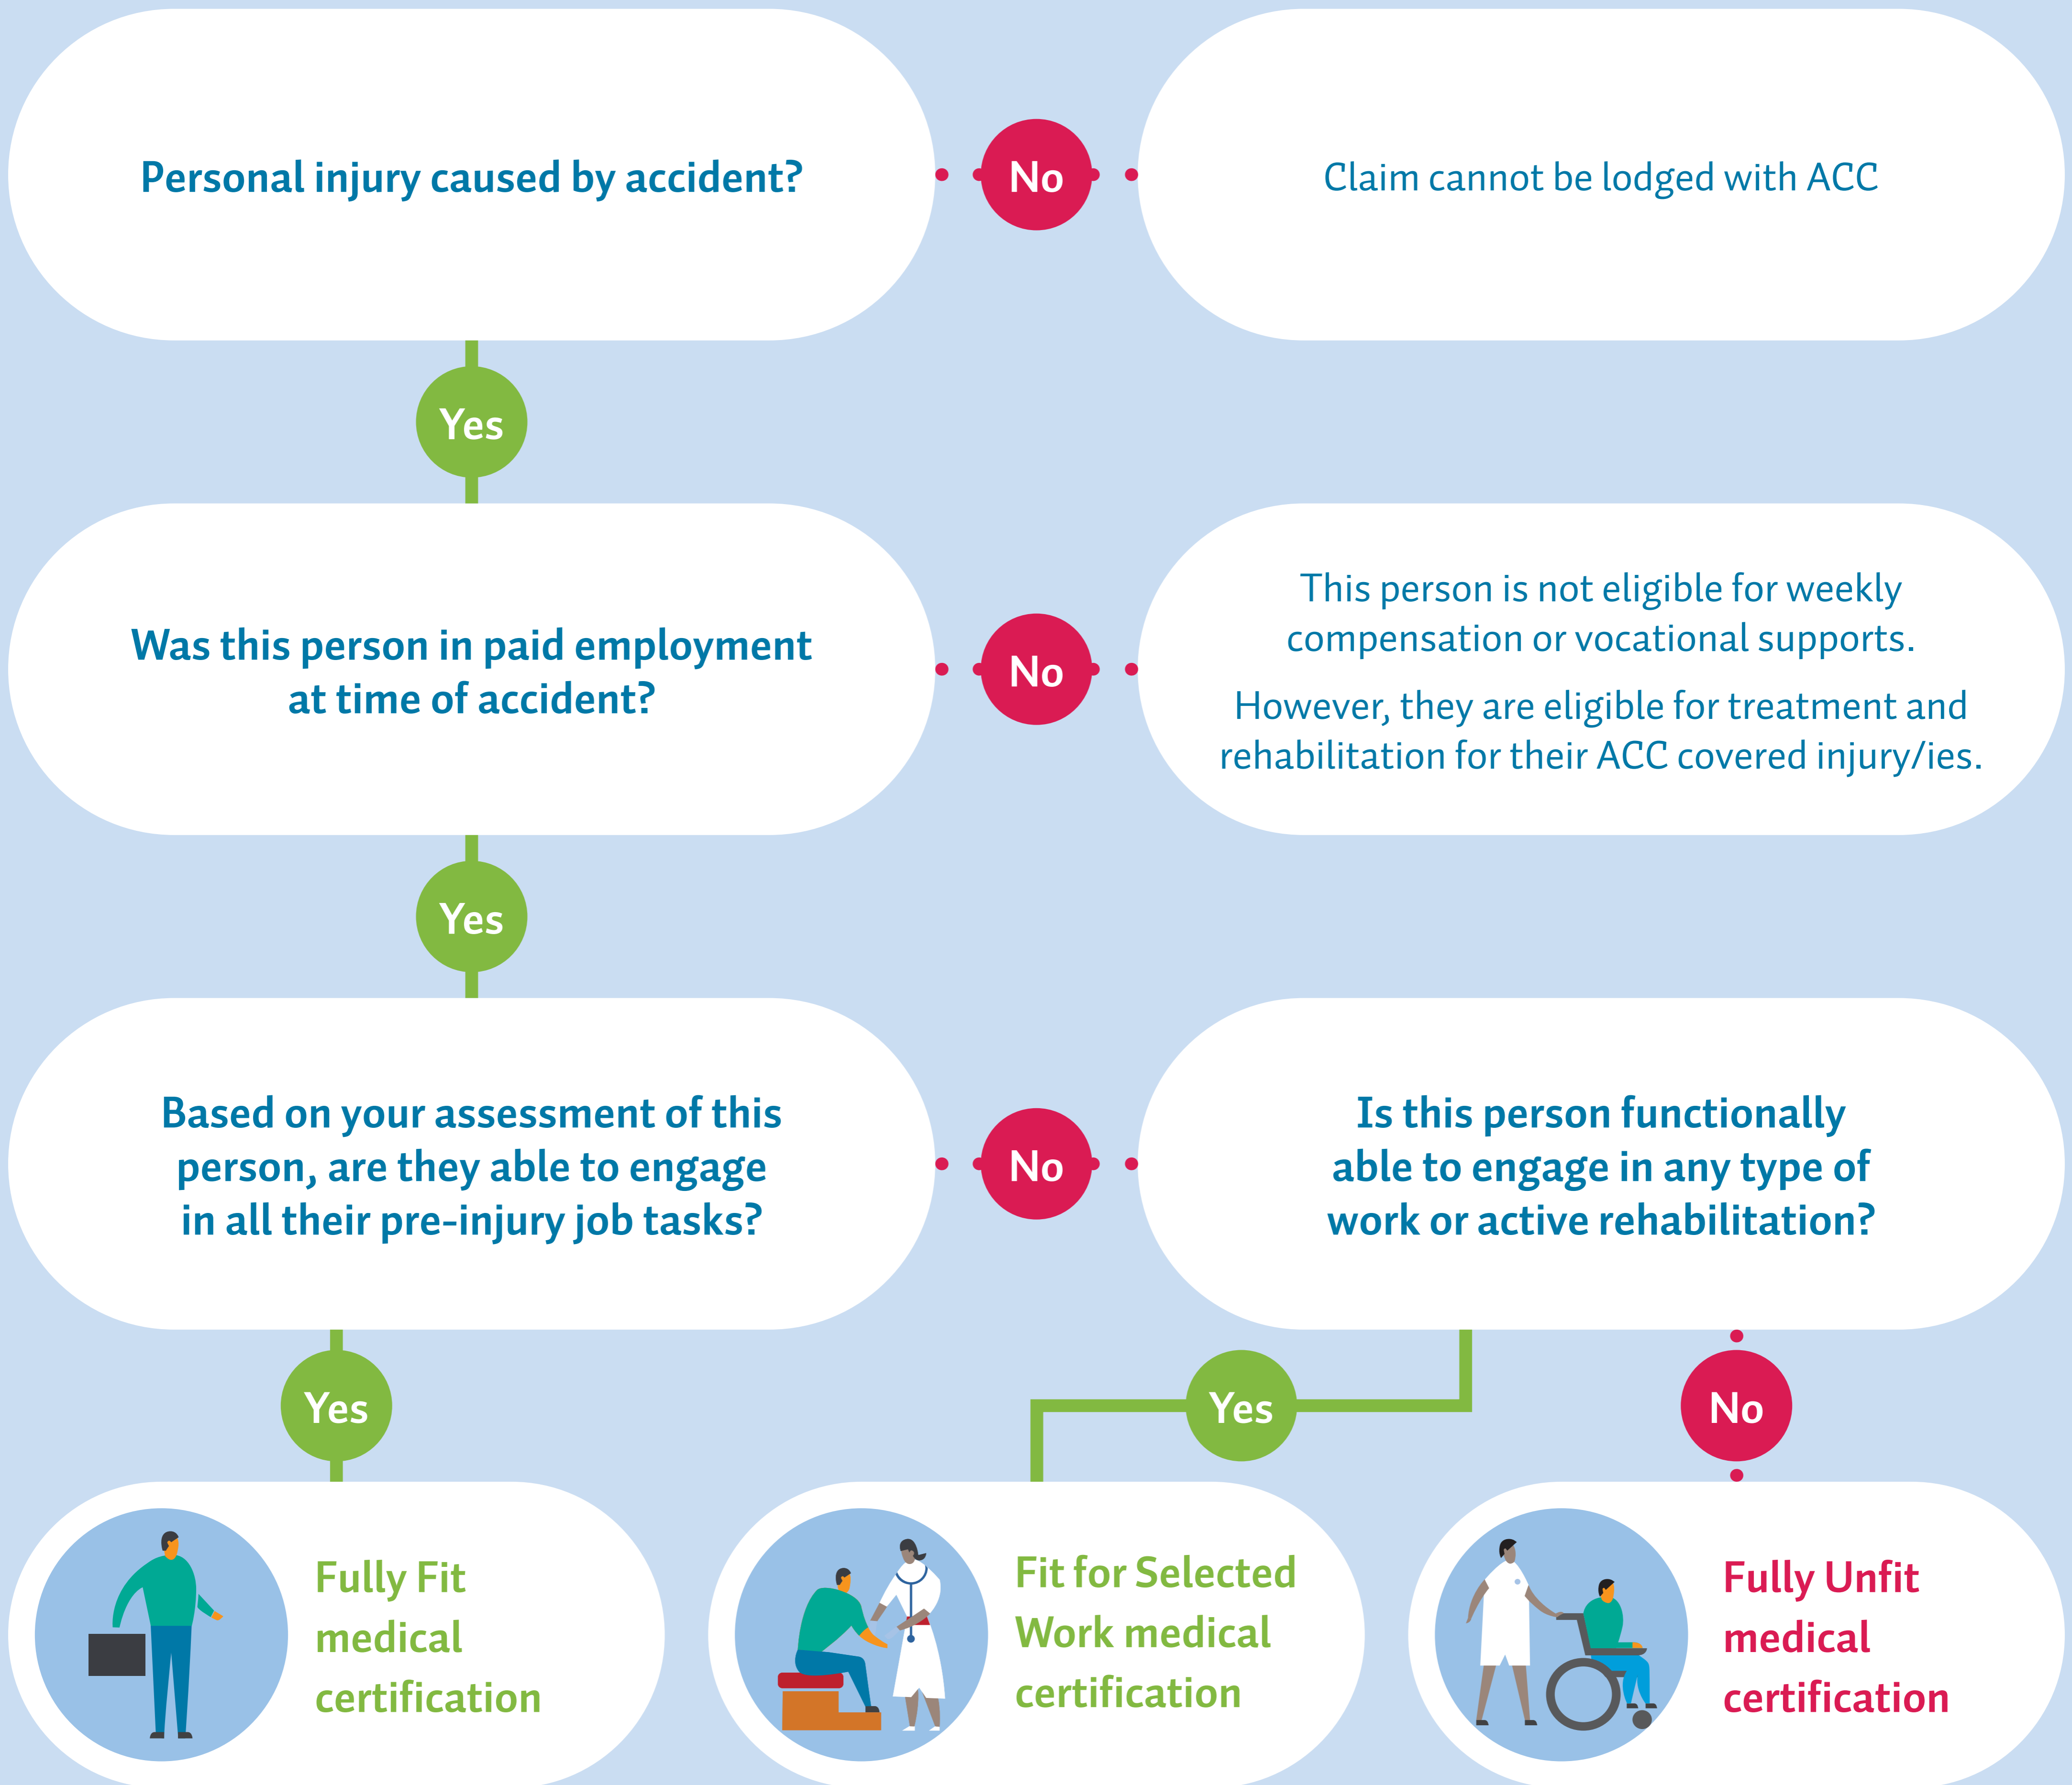 Personal injury caused by accident?
No
Claim cannot be lodged with ACC
Yes
Was this person in paid employment
at time of accident?
No
This person is not eligible for weekly
compensation or vocational supports.
However, they are eligible for treatment and
rehabilitation for their ACC covered injury/ies.
Yes
Based on your assessment of this
person, are they able to engage
in all their pre-injury job tasks?
No
Is this person functionally
able to engage in any type of
work or active rehabilitation?
Yes
Yes
No
Fully Fit
medical
certification
Fit for Selected
Work medical
certification
Fully Unfit
medical
certification